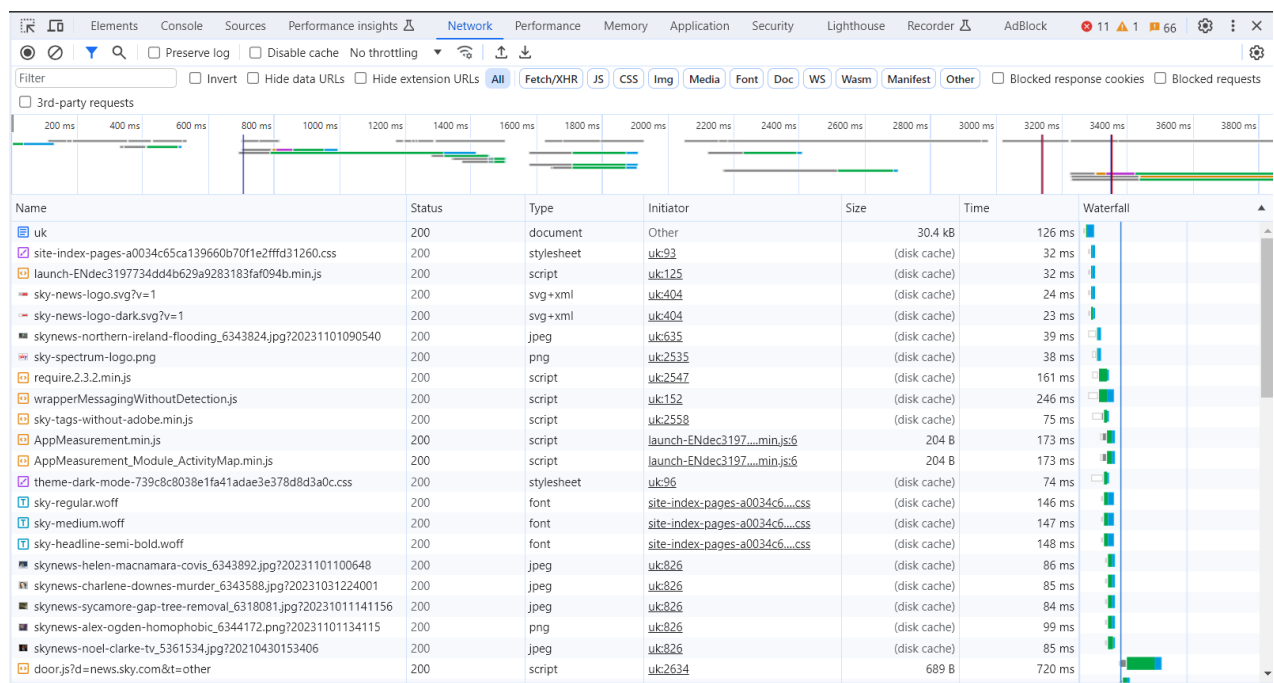 Elements Console Sources Performance insights Network Performance Memory Application Security Lighthouse Recorder AdBlock 11 1 66
Preserve log Disable cache No throttling
Filter Invert Hide data URLs Hide extension URLs All Fetch/XHR JS CSS Img Media Font Doc WS Wasm Manifest Other Blocked response cookies Blocked requests
3rd-party requests
200 ms 400 ms 600 ms 800 ms 1000 ms 1200 ms 1400 ms 1600 ms 1800 ms 2000 ms 2200 ms 2400 ms 2600 ms 2800 ms 3000 ms 3200 ms 3400 ms 3600 ms 3800 ms
Name Status Type Initiator Size Time Waterfall
uk 200 document Other 30.4 kB 126 ms
site-index-pages-a0034c65ca139660b70f1e2fffd31260.css 200 stylesheet uk:93 (disk cache) 32 ms
launch-ENdec3197734dd4b629a9283183faf094b.min.js 200 script uk:125 (disk cache) 32 ms
sky-news-logo.svg?v=1 200 svg+xml uk:404 (disk cache) 24 ms
sky-news-logo-dark.svg?v=1 200 svg+xml uk:404 (disk cache) 23 ms
skynews-northern-ireland-flooding_6343824.jpg?20231101090540 200 jpeg uk:635 (disk cache) 39 ms
sky-spectrum-logo.png 200 png uk:2535 (disk cache) 38 ms
require.2.3.2.min.js 200 script uk:2547 (disk cache) 161 ms
wrapperMessagingWithoutDetection.js 200 script uk:152 (disk cache) 246 ms
sky-tags-without-adobe.min.js 200 script uk:2558 (disk cache) 75 ms
AppMeasurement.min.js 200 script launch-ENdec3197....min.js:6 204 B 173 ms
AppMeasurement_Module_ActivityMap.min.js 200 script launch-ENdec3197....min.js:6 204 B 173 ms
theme-dark-mode-739c8c8038e1fa41adae3e378d8d3a0c.css 200 stylesheet uk:96 (disk cache) 74 ms
sky-regular.woff 200 font site-index-pages-a0034c6....css (disk cache) 146 ms
sky-medium.woff 200 font site-index-pages-a0034c6....css (disk cache) 147 ms
sky-headline-semi-bold.woff 200 font site-index-pages-a0034c6....css (disk cache) 148 ms
skynews-helen-macnamara-covis_6343892.jpg?20231101100648 200 jpeg uk:826 (disk cache) 86 ms
skynews-charlene-downes-murder_6343588.jpg?20231031224001 200 jpeg uk:826 (disk cache) 85 ms
skynews-sycamore-gap-tree-removal_6318081.jpg?20231011141156 200 jpeg uk:826 (disk cache) 84 ms
skynews-alex-ogden-homophobic_6344172.png?20231101134115 200 png uk:826 (disk cache) 99 ms
skynews-noel-clarke-tv_5361534.jpg?20210430153406 200 jpeg uk:826 (disk cache) 85 ms
door.js?d=news.sky.com&t=other 200 script uk:2634 689 B 720 ms